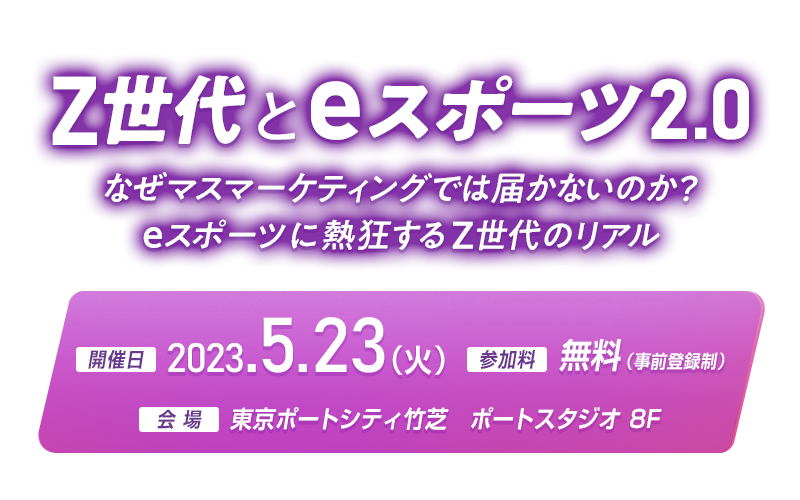 Z世代とeスポーツ2.0
なぜマスマーケティングでは届かないのか?
eスポーツに熱狂するZ世代のリアル
開催日 2023.5.23(火) 参加料 無料(事前登録制)
会場 東京ポートシティ竹芝 ポートスタジオ 8F